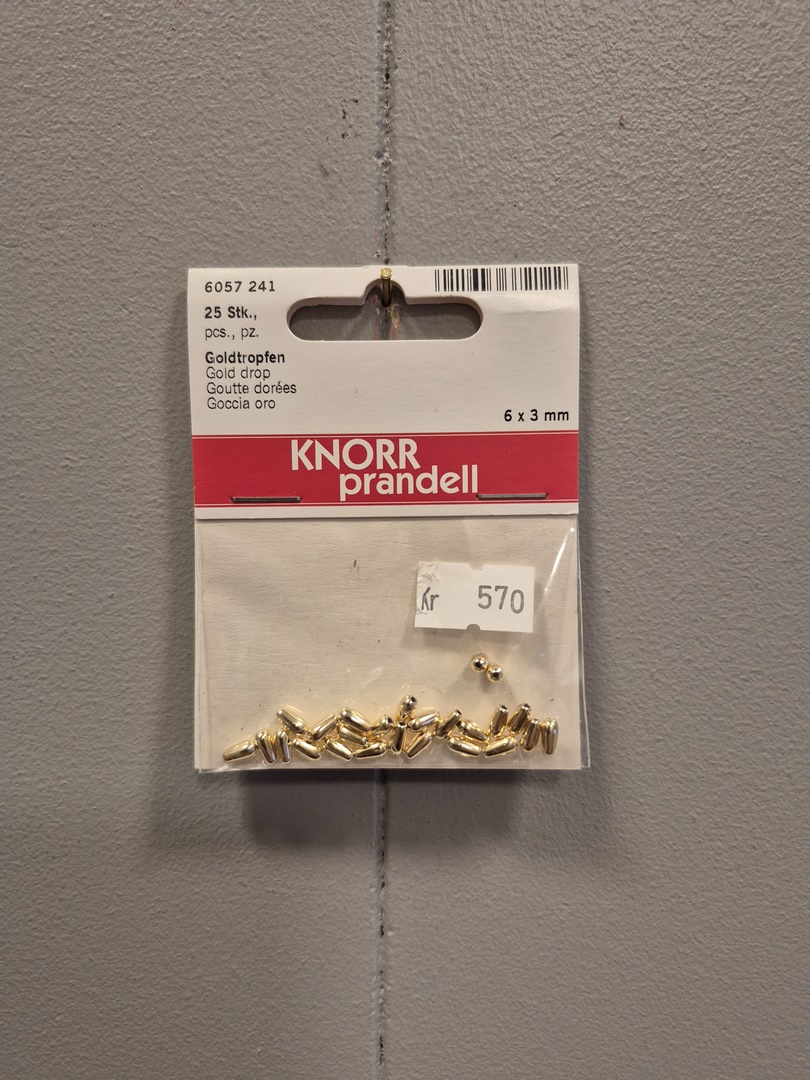 6057 241
25 Stk.,
pcs., pz.
Goldtropfen
Gold drop
Goutte dorées
Goccia oro
6 x 3 mm
KNORR
prandell
Kr 570